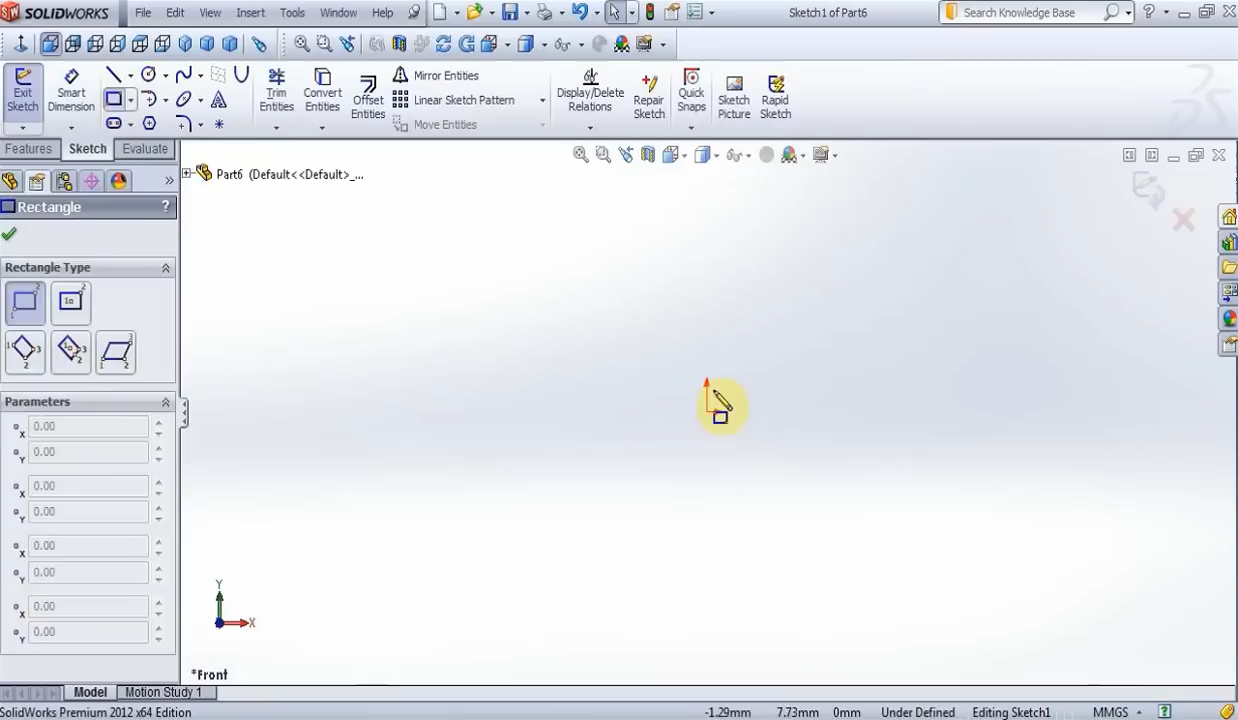 SOLIDWORKS
File Edit View Insert Tools Window Help
Sketch1 of Part6
Search Knowledge Base
Exit Sketch
Smart Dimension
Trim Entities
Convert Entities
Offset Entities
Mirror Entities
Linear Sketch Pattern
Move Entities
Display/Delete Relations
Repair Sketch
Quick Snaps
Sketch Picture
Rapid Sketch
Features Sketch Evaluate
Part6 (Default<<Default>_...
Rectangle ?
Rectangle Type
Parameters
X 0.00
Y 0.00
X 0.00
Y 0.00
X 0.00
Y 0.00
X 0.00
Y 0.00
Y
X
*Front
Model Motion Study 1
SolidWorks Premium 2012 x64 Edition
-1.29mm 7.73mm 0mm Under Defined Editing Sketch1 MMGS